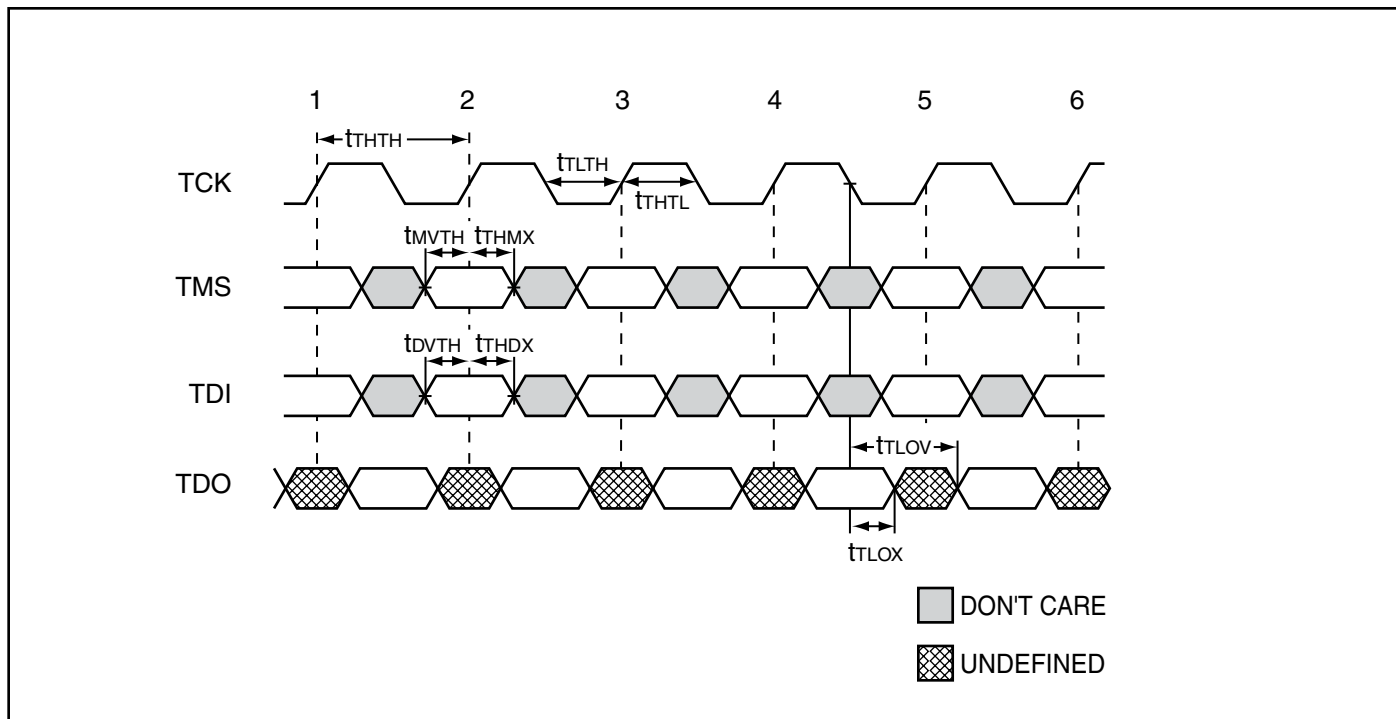 1 2 3 4 5 6
tTHTH
TCK
tTLTH
tTHTL
tMVTH tTHMX
TMS
tDVTH tTHDX
TDI
tTLOV
TDO
tTLOX
DON'T CARE
UNDEFINED